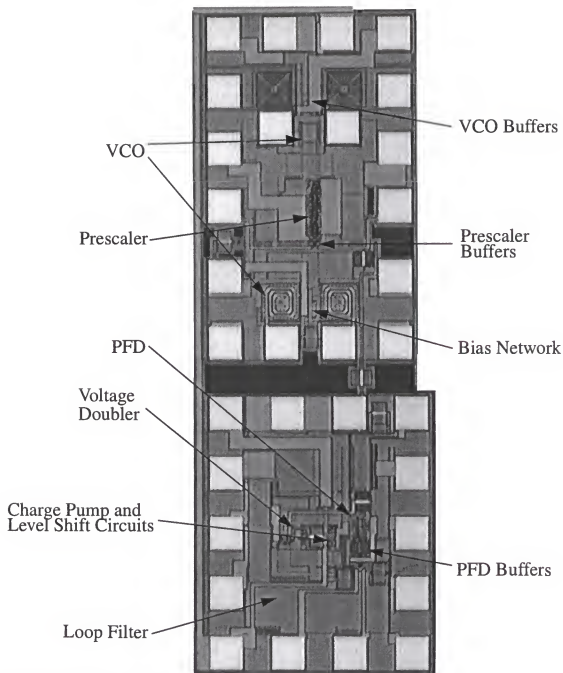 VCO Buffers
VCO
Prescaler
Prescaler
Buffers
PFD
Bias Network
Voltage
Doubler
Charge Pump and
Level Shift Circuits
PFD Buffers
Loop Filter